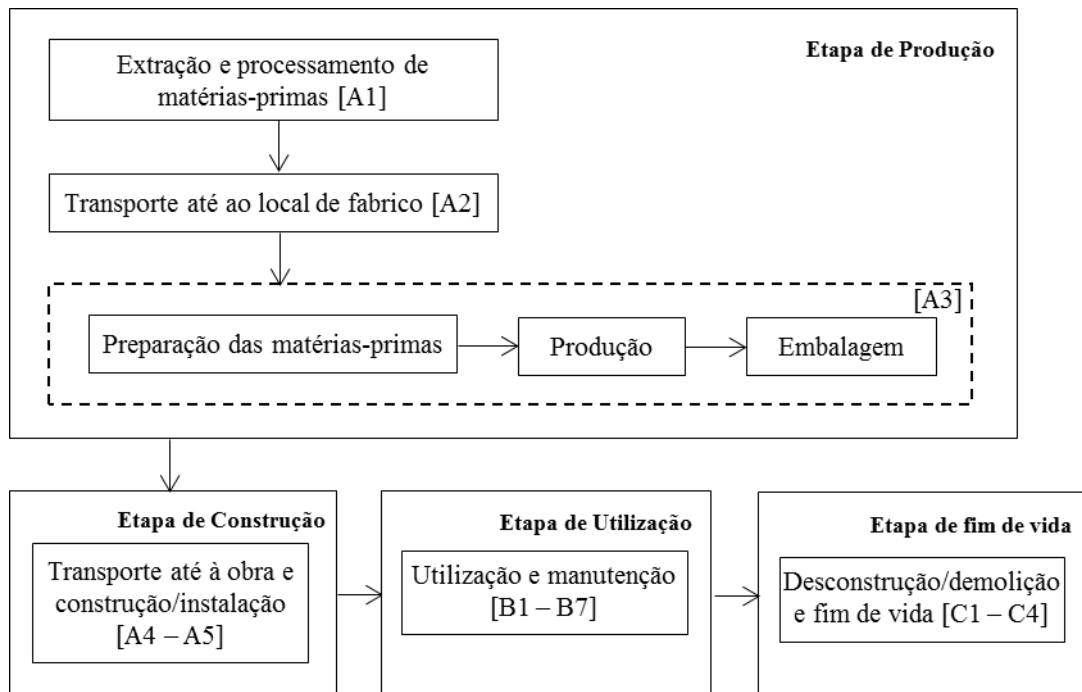 Etapa de Produção
Extração e processamento de
matérias-primas [A1]
Transporte até ao local de fabrico [A2]
[A3]
Preparação das matérias-primas
Produção
Embalagem
Etapa de Construção
Transporte até à obra e
construção/instalação
[A4 – A5]
Etapa de Utilização
Utilização e manutenção
[B1 – B7]
Etapa de fim de vida
Desconstrução/demolição
e fim de vida [C1 – C4]